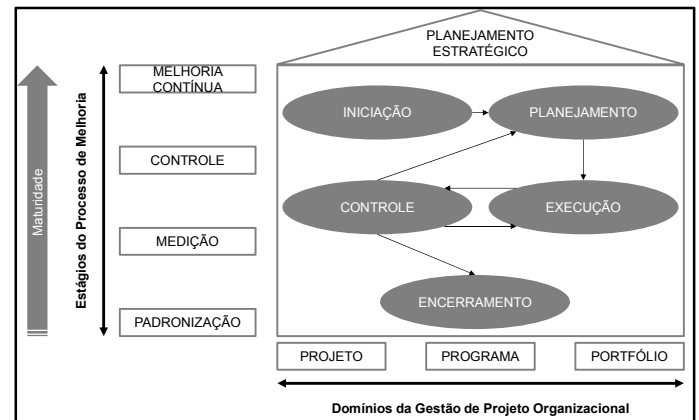 PLANEJAMENTO
ESTRATÉGICO
Maturidade
Estágios do Processo de Melhoria
MELHORIA
CONTÍNUA
CONTROLE
MEDIÇÃO
PADRONIZAÇÃO
INICIAÇÃO
PLANEJAMENTO
CONTROLE
EXECUÇÃO
ENCERRAMENTO
PROJETO
PROGRAMA
PORTFÓLIO
Domínios da Gestão de Projeto Organizacional